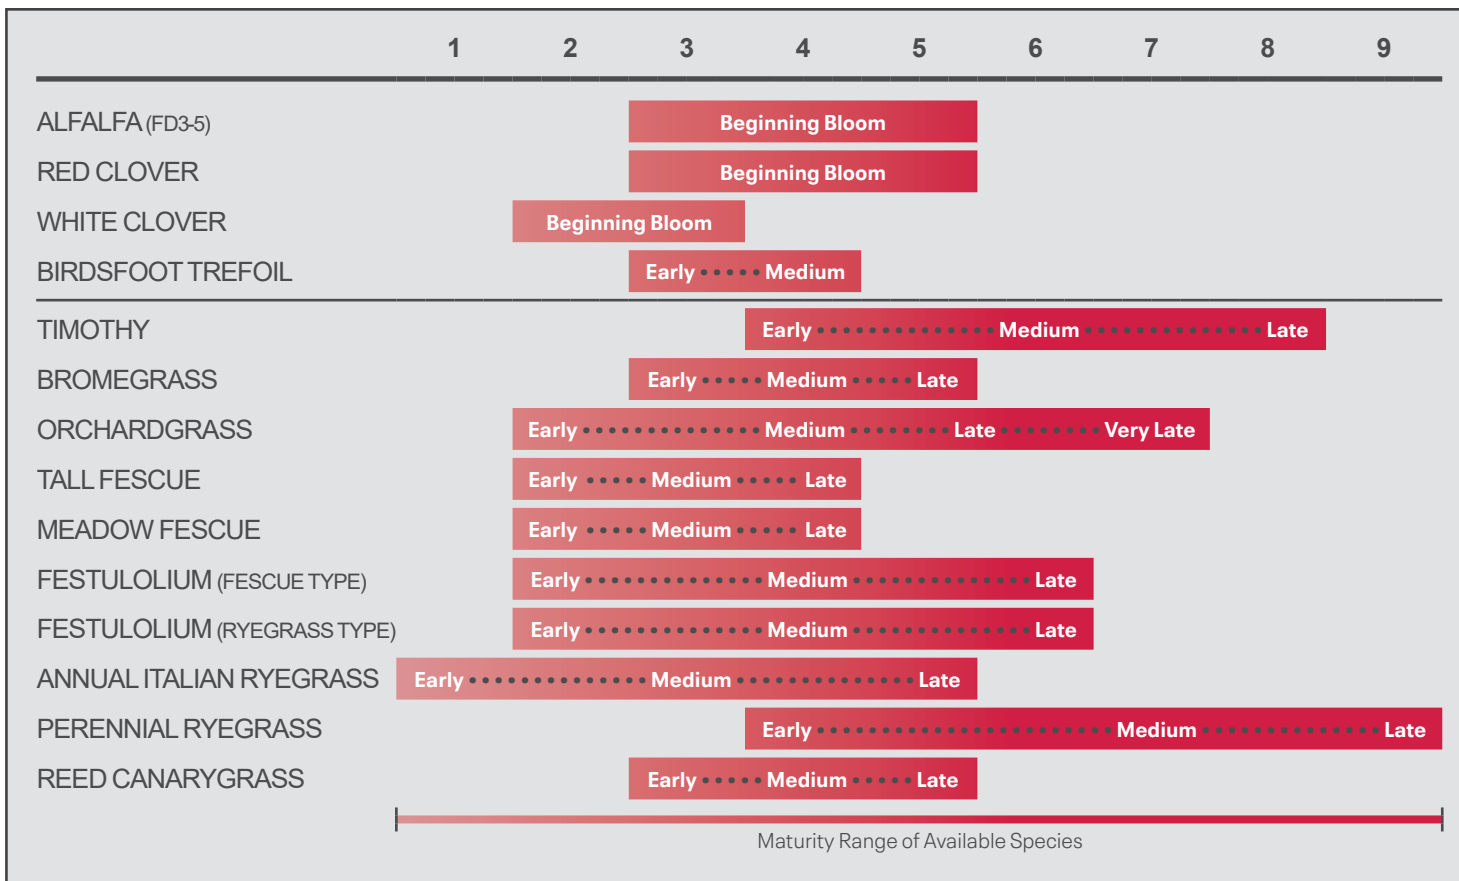 1 2 3 4 5 6 7 8 9
ALFALFA (FD3-5) Beginning Bloom
RED CLOVER Beginning Bloom
WHITE CLOVER Beginning Bloom
BIRDSFOOT TREFOIL Early ••••• Medium
TIMOTHY Early •••••••••••••• Medium •••••••••••••• Late
BROMEGRASS Early ••••• Medium ••••• Late
ORCHARDGRASS Early •••••••••••••• Medium •••••••• Late •••••••• Very Late
TALL FESCUE Early ••••• Medium ••••• Late
MEADOW FESCUE Early ••••• Medium ••••• Late
FESTULOLIUM (FESCUE TYPE) Early •••••••••••••• Medium •••••••••••••• Late
FESTULOLIUM (RYEGRASS TYPE) Early •••••••••••••• Medium •••••••••••••• Late
ANNUAL ITALIAN RYEGRASS Early •••••••••••••• Medium •••••••••••••• Late
PERENNIAL RYEGRASS Early ••••••••••••••••••••••• Medium •••••••••••••• Late
REED CANARYGRASS Early ••••• Medium ••••• Late
Maturity Range of Available Species